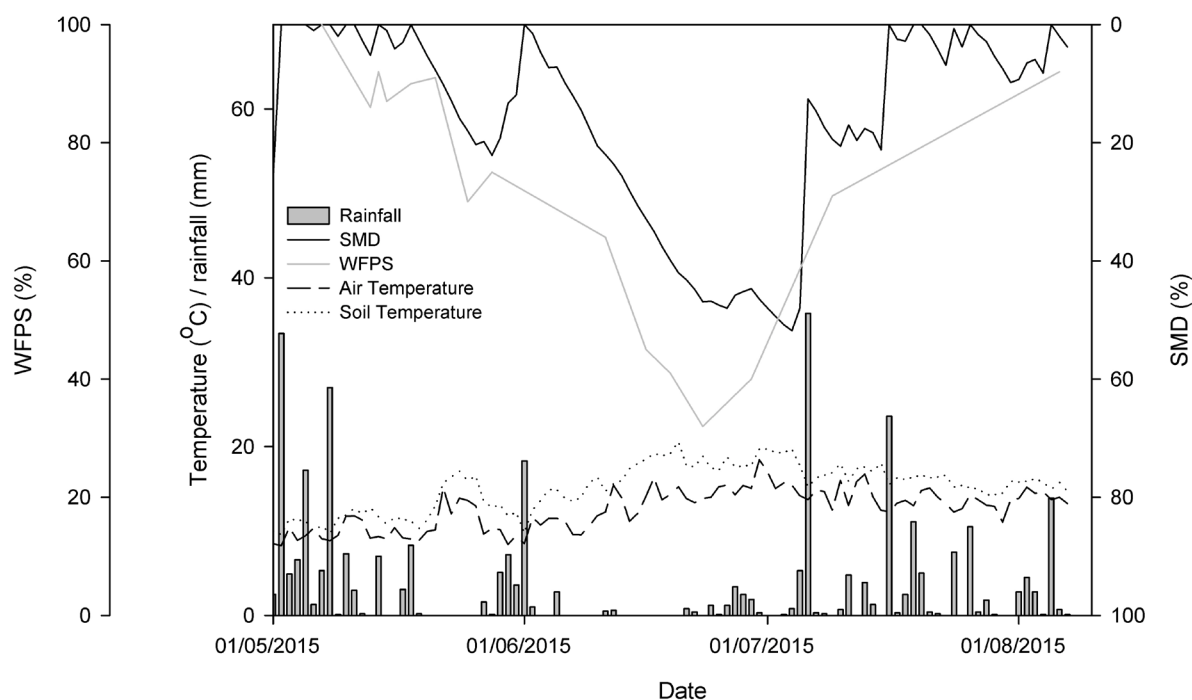 100
80
60
40
20
0
WFPS (%)
60
40
20
0
Temperature (°C) / rainfall (mm)
Rainfall
SMD
WFPS
Air Temperature
Soil Temperature
0
20
40
60
80
100
SMD (%)
01/05/2015 01/06/2015 01/07/2015 01/08/2015
Date